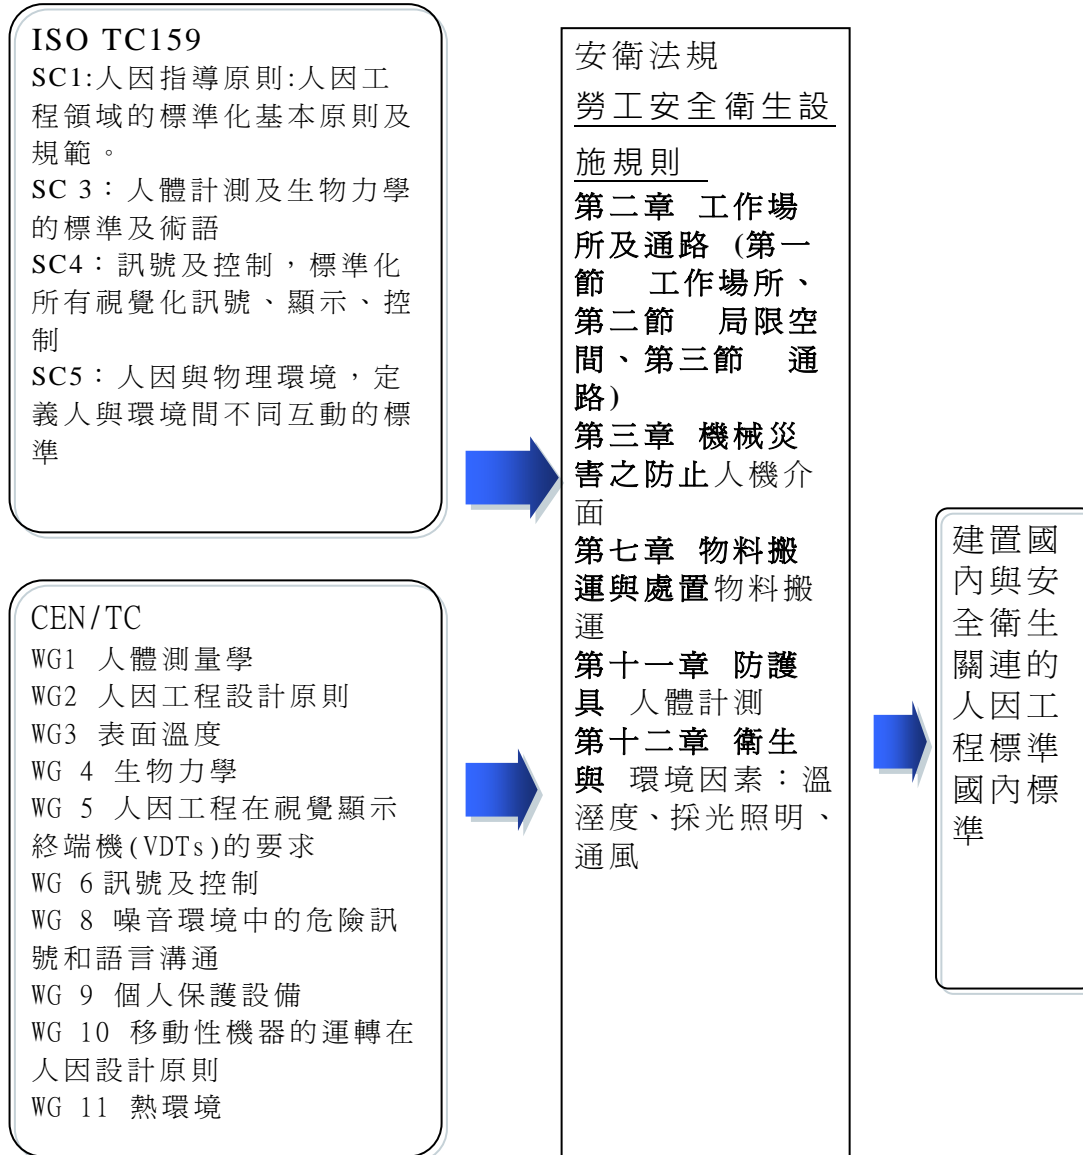 ISO TC159
SC1:人因指導原則:人因工
程領域的標準化基本原則及
規範。
SC 3：人體計測及生物力學
的標準及術語
SC4：訊號及控制，標準化
所有視覺化訊號、顯示、控
制
SC5：人因與物理環境，定
義人與環境間不同互動的標
準
CEN/TC
WG1 人體測量學
WG2 人因工程設計原則
WG3 表面溫度
WG 4 生物力學
WG 5 人因工程在視覺顯示
終端機(VDTs)的要求
WG 6 訊號及控制
WG 8 噪音環境中的危險訊
號和語言溝通
WG 9 個人保護設備
WG 10 移動性機器的運轉在
人因設計原則
WG 11 熱環境
安衛法規
勞工安全衛生設
施規則
第二章 工作場
所及通路 (第一
節 工作場所、
第二節 局限空
間、第三節 通
路)
第三章 機械災
害之防止人機介
面
第七章 物料搬
運與處置物料搬
運
第十一章 防護
具 人體計測
第十二章 衛生
與 環境因素：溫
溼度、採光照明、
通風
建置國
內與安
全衛生
關連的
人因工
程標準
國內標
準